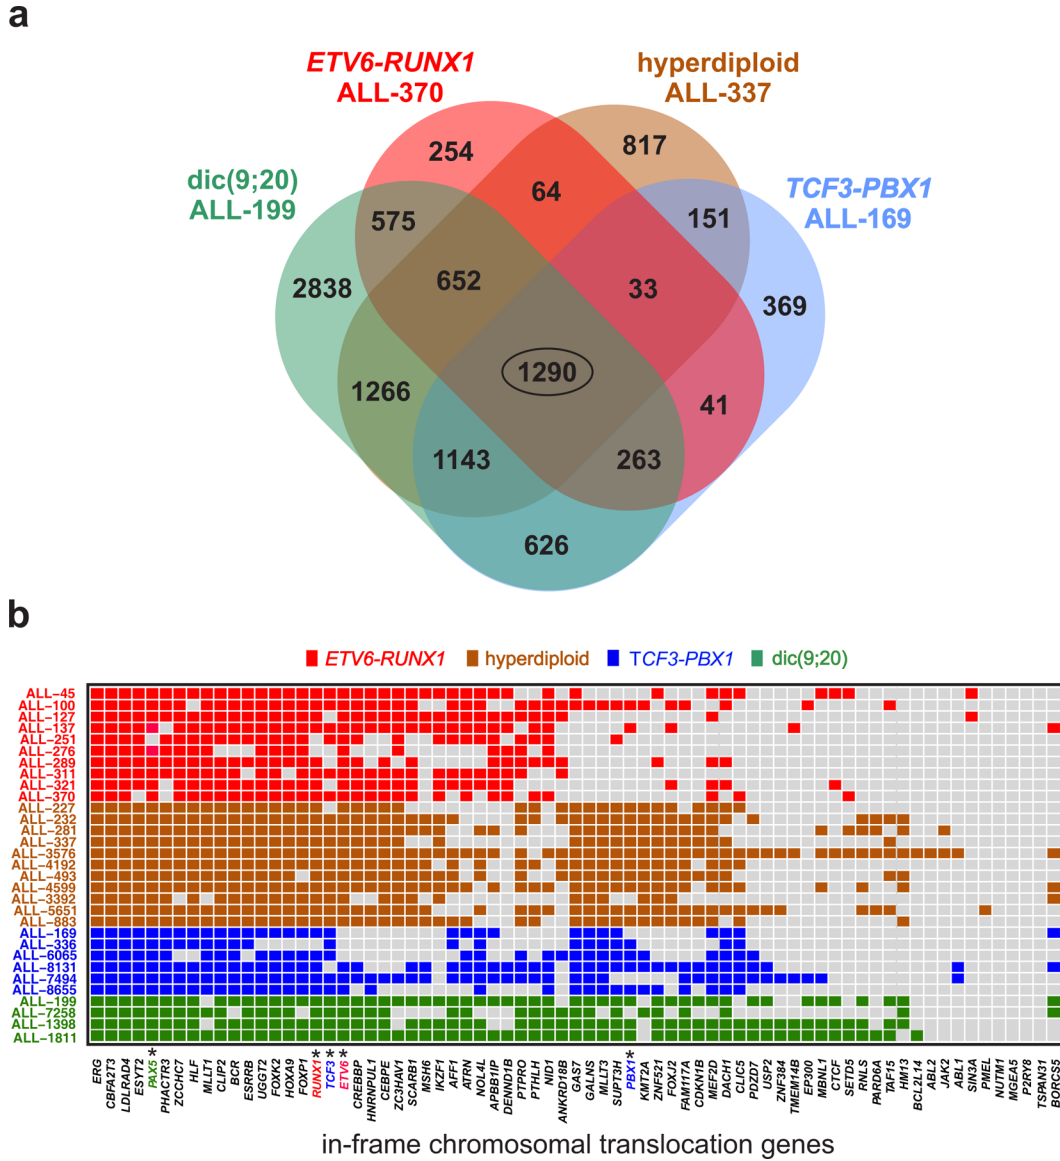 a
ETV6-RUNX1
ALL-370
hyperdiploid
ALL-337
dic(9;20)
ALL-199
TCF3-PBX1
ALL-169
254
817
64
575
151
2838
652
33
369
1290
1266
41
1143
263
626
b
ETV6-RUNX1 hyperdiploid TCF3-PBX1 dic(9;20)
ALL-45
ALL-100
ALL-127
ALL-137
ALL-251
ALL-276
ALL-289
ALL-311
ALL-321
ALL-370
ALL-227
ALL-232
ALL-281
ALL-337
ALL-3576
ALL-4192
ALL-493
ALL-4599
ALL-3392
ALL-5651
ALL-883
ALL-169
ALL-336
ALL-6065
ALL-8131
ALL-7494
ALL-8655
ALL-199
ALL-7258
ALL-1398
ALL-1811
ERG
CBFA2T3
LDLRAD4
ESYT2
PAX5*
PHACTR3
ZCCHC7
HLF
MLLT1
CLIP2
BCR
ESRRB
UGGT2
FOXK2
HOXA9
FOXP1
RUNX1*
TCF3*
ETV6*
CREBBP
HNRNPUL1
CEBPE
ZC3HAV1
SCARB1
MSH6
IKZF1
AFF1
ATRN
NOL4L
APBB1IP
DENND1B
PTPRO
PTHLH
NID1
ANKRD18B
GAS7
GALNS
MLLT3
SUPT3H
PBX1*
KMT2A
ZNF521
FOXJ2
FAM117A
CDKN1B
MEF2D
DACH1
CLIC5
PDZD7
USP2
ZNF384
TMEM14B
EP300
MBNL1
CTCF
SETD5
RNLS
PARD6A
TAF15
HM13
BCL2L14
ABL2
JAK2
ABL1
SIN3A
PMEL
NUTM1
MGEA5
P2RY8
TSPAN31
BORCS5
in-frame chromosomal translocation genes